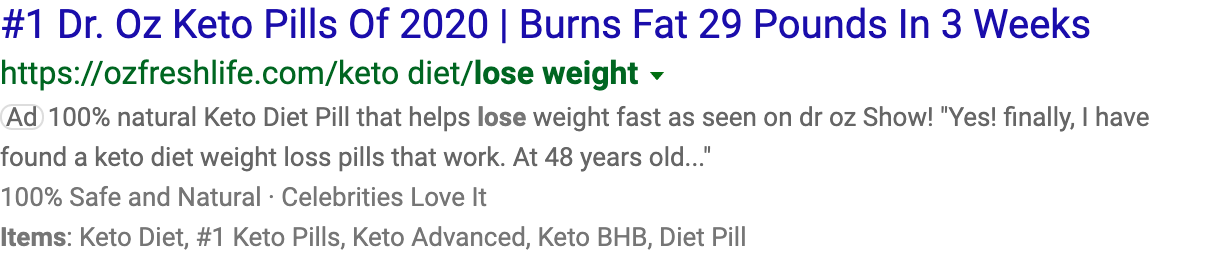 #1 Dr. Oz Keto Pills Of 2020 | Burns Fat 29 Pounds In 3 Weeks
https://ozfreshlife.com/keto diet/lose weight
Ad 100% natural Keto Diet Pill that helps lose weight fast as seen on dr oz Show! "Yes! finally, I have
found a keto diet weight loss pills that work. At 48 years old..."
100% Safe and Natural · Celebrities Love It
Items: Keto Diet, #1 Keto Pills, Keto Advanced, Keto BHB, Diet Pill